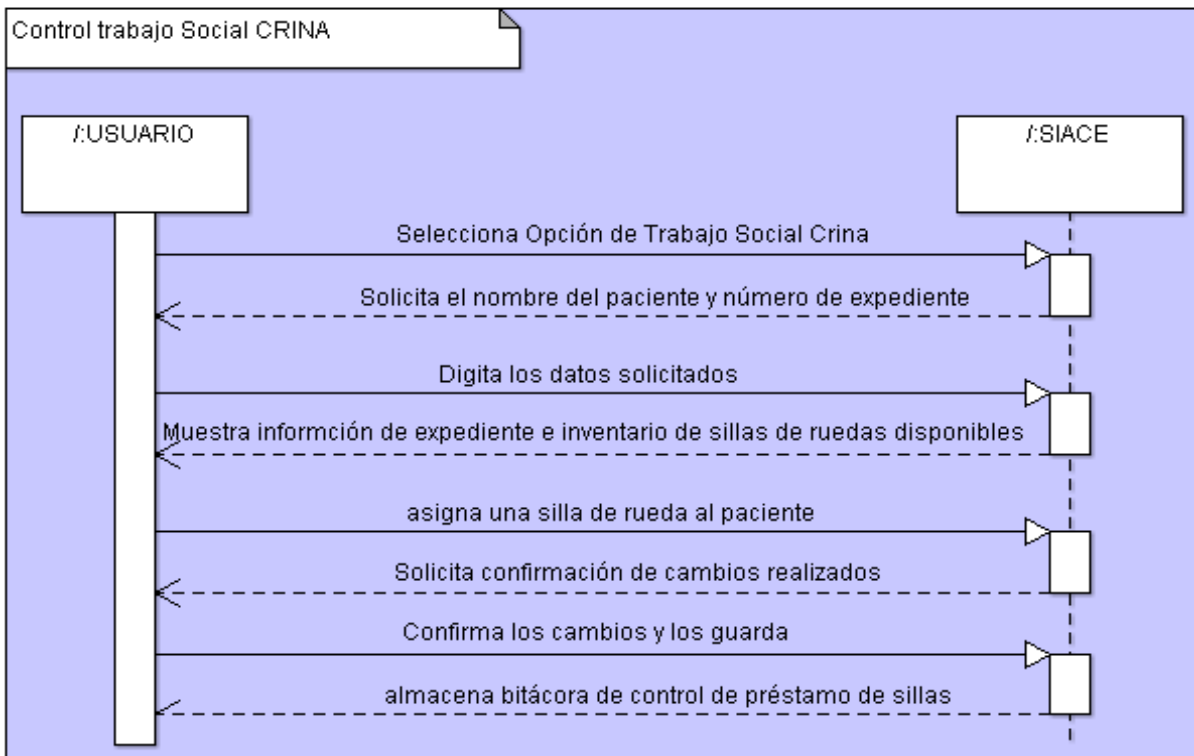 Control trabajo Social CRINA
/:USUARIO
/:SIACE
Selecciona Opción de Trabajo Social Crina
Solicita el nombre del paciente y número de expediente
Digita los datos solicitados
Muestra informción de expediente e inventario de sillas de ruedas disponibles
asigna una silla de rueda al paciente
Solicita confirmación de cambios realizados
Confirma los cambios y los guarda
almacena bitácora de control de préstamo de sillas